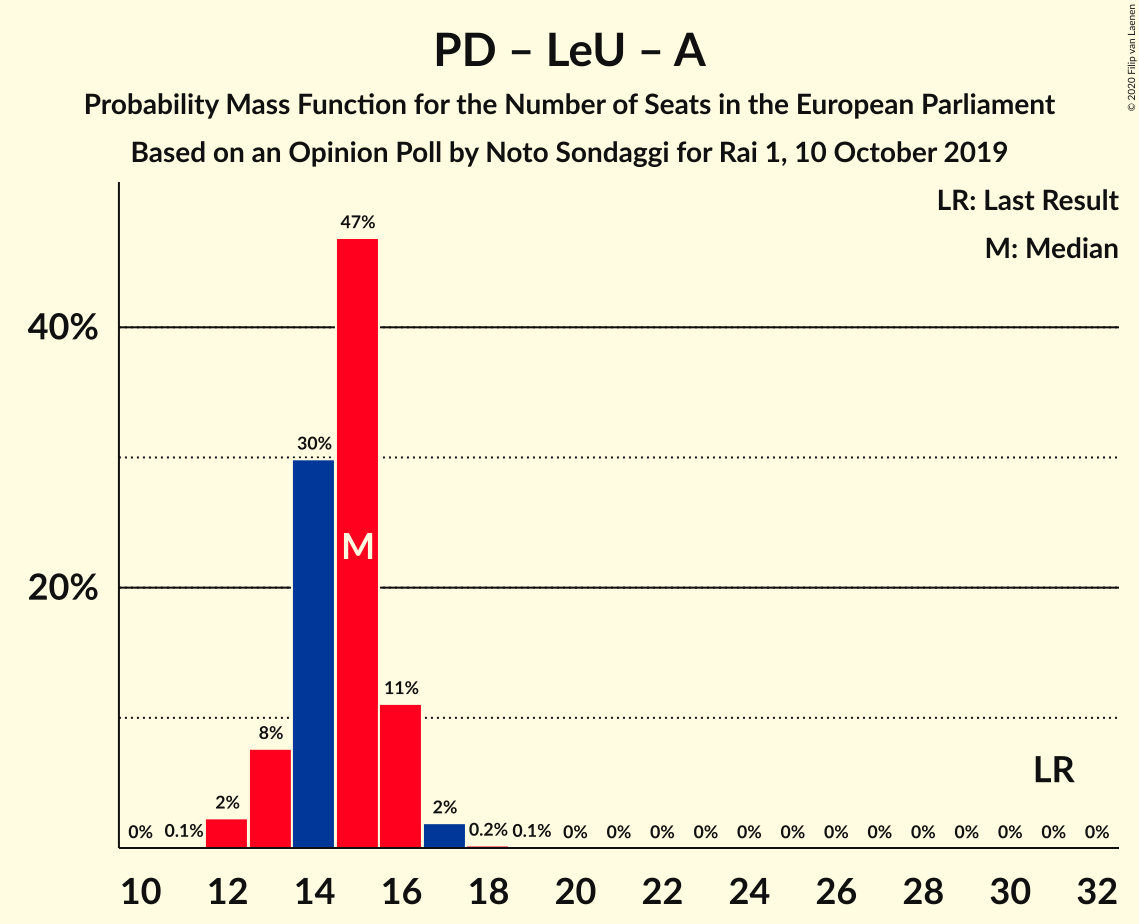 PD – LeU – A
Probability Mass Function for the Number of Seats in the European Parliament
Based on an Opinion Poll by Noto Sondaggi for Rai 1, 10 October 2019
© 2020 Filip van Laenen
LR: Last Result
M: Median
40%
20%
0% 0.1% 2% 8% 30% 47% 11% 2% 0.2% 0.1% 0% 0% 0% 0% 0% 0% 0% 0% 0% 0% 0% 0% 0%
M
LR
10 12 14 16 18 20 22 24 26 28 30 32